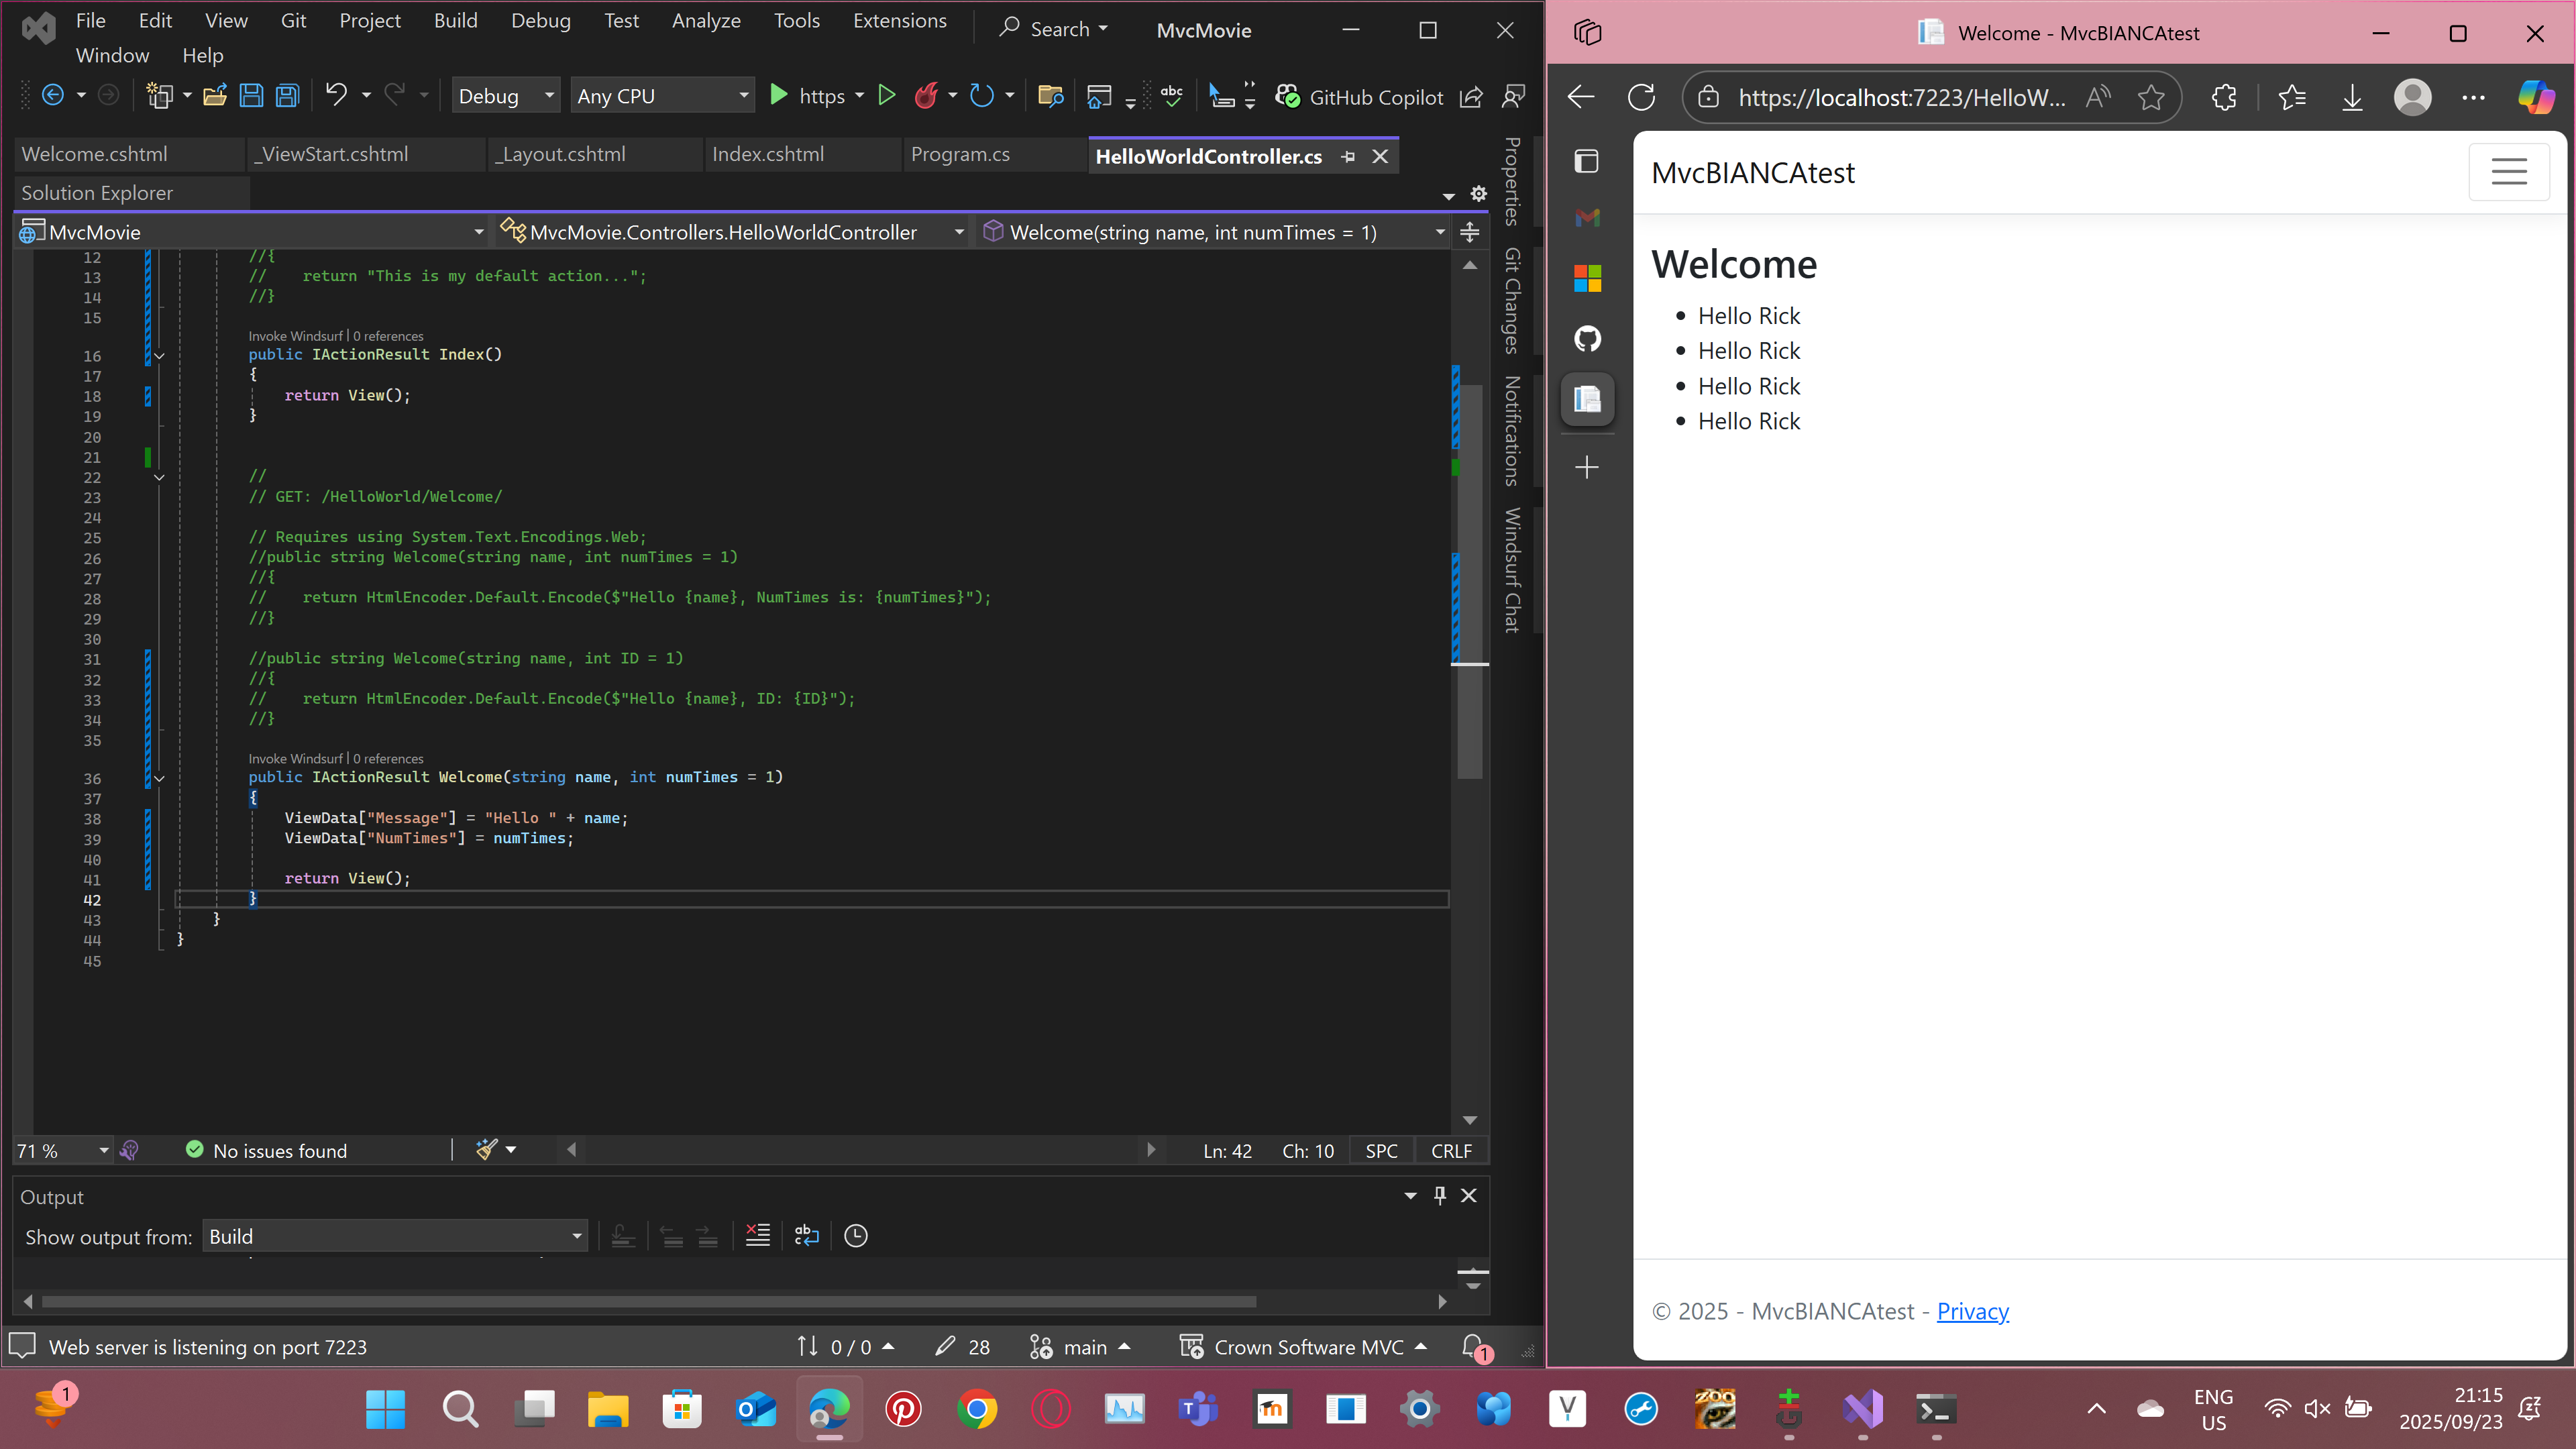 File Edit View Git Project Build Debug Test Analyze Tools Extensions Search MvcMovie
Window Help
Debug Any CPU https GitHub Copilot
Welcome.cshtml _ViewStart.cshtml _Layout.cshtml Index.cshtml Program.cs HelloWorldController.cs
Solution Explorer
MvcMovie MvcMovie.Controllers.HelloWorldController Welcome(string name, int numTimes = 1)
12 //{
13 //    return "This is my default action...";
14 //}
15
Invoke Windsurf | 0 references
16 public IActionResult Index()
17 {
18 return View();
19 }
20
21
22 //
23 // GET: /HelloWorld/Welcome/
24
25 // Requires using System.Text.Encodings.Web;
26 //public string Welcome(string name, int numTimes = 1)
27 //{
28 //    return HtmlEncoder.Default.Encode($"Hello {name}, NumTimes is: {numTimes}");
29 //}
30
31 //public string Welcome(string name, int ID = 1)
32 //{
33 //    return HtmlEncoder.Default.Encode($"Hello {name}, ID: {ID}");
34 //}
35
Invoke Windsurf | 0 references
36 public IActionResult Welcome(string name, int numTimes = 1)
37 {
38 ViewData["Message"] = "Hello " + name;
39 ViewData["NumTimes"] = numTimes;
40
41 return View();
42 }
43 }
44 }
45
71 % No issues found Ln: 42 Ch: 10 SPC CRLF
Output
Show output from: Build
Web server is listening on port 7223 0 / 0 28 main Crown Software MVC 1
Properties
Git Changes
Notifications
Windsurf Chat
Welcome - MvcBIANCAtest
https://localhost:7223/HelloW...
MvcBIANCAtest
Welcome
Hello Rick
Hello Rick
Hello Rick
Hello Rick
© 2025 - MvcBIANCAtest - Privacy
1
ZOO
ENG
US
21:15
2025/09/23